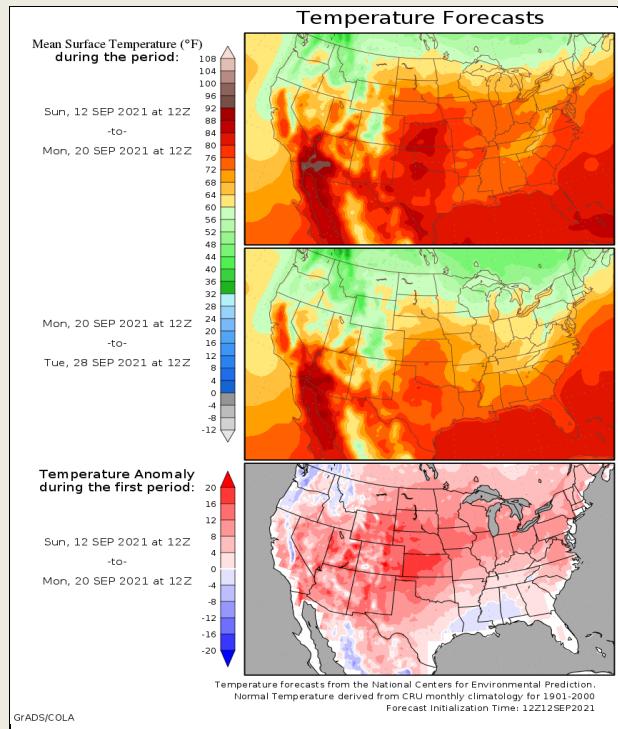 Temperature Forecasts
Mean Surface Temperature (°F)
during the period:
Sun, 12 SEP 2021 at 12Z
-to-
Mon, 20 SEP 2021 at 12Z
108
104
100
96
92
88
84
80
76
72
68
64
60
56
52
48
44
40
36
32
28
24
20
16
12
8
4
0
-4
-8
-12
Mon, 20 SEP 2021 at 12Z
-to-
Tue, 28 SEP 2021 at 12Z
Temperature Anomaly
during the first period:
Sun, 12 SEP 2021 at 12Z
-to-
Mon, 20 SEP 2021 at 12Z
20
16
12
8
4
0
-4
-8
-12
-16
-20
Temperature forecasts from the National Centers for Environmental Prediction.
Normal Temperature derived from CRU monthly climatology for 1901-2000
Forecast Initialization Time: 12Z12SEP2021
GrADS/COLA